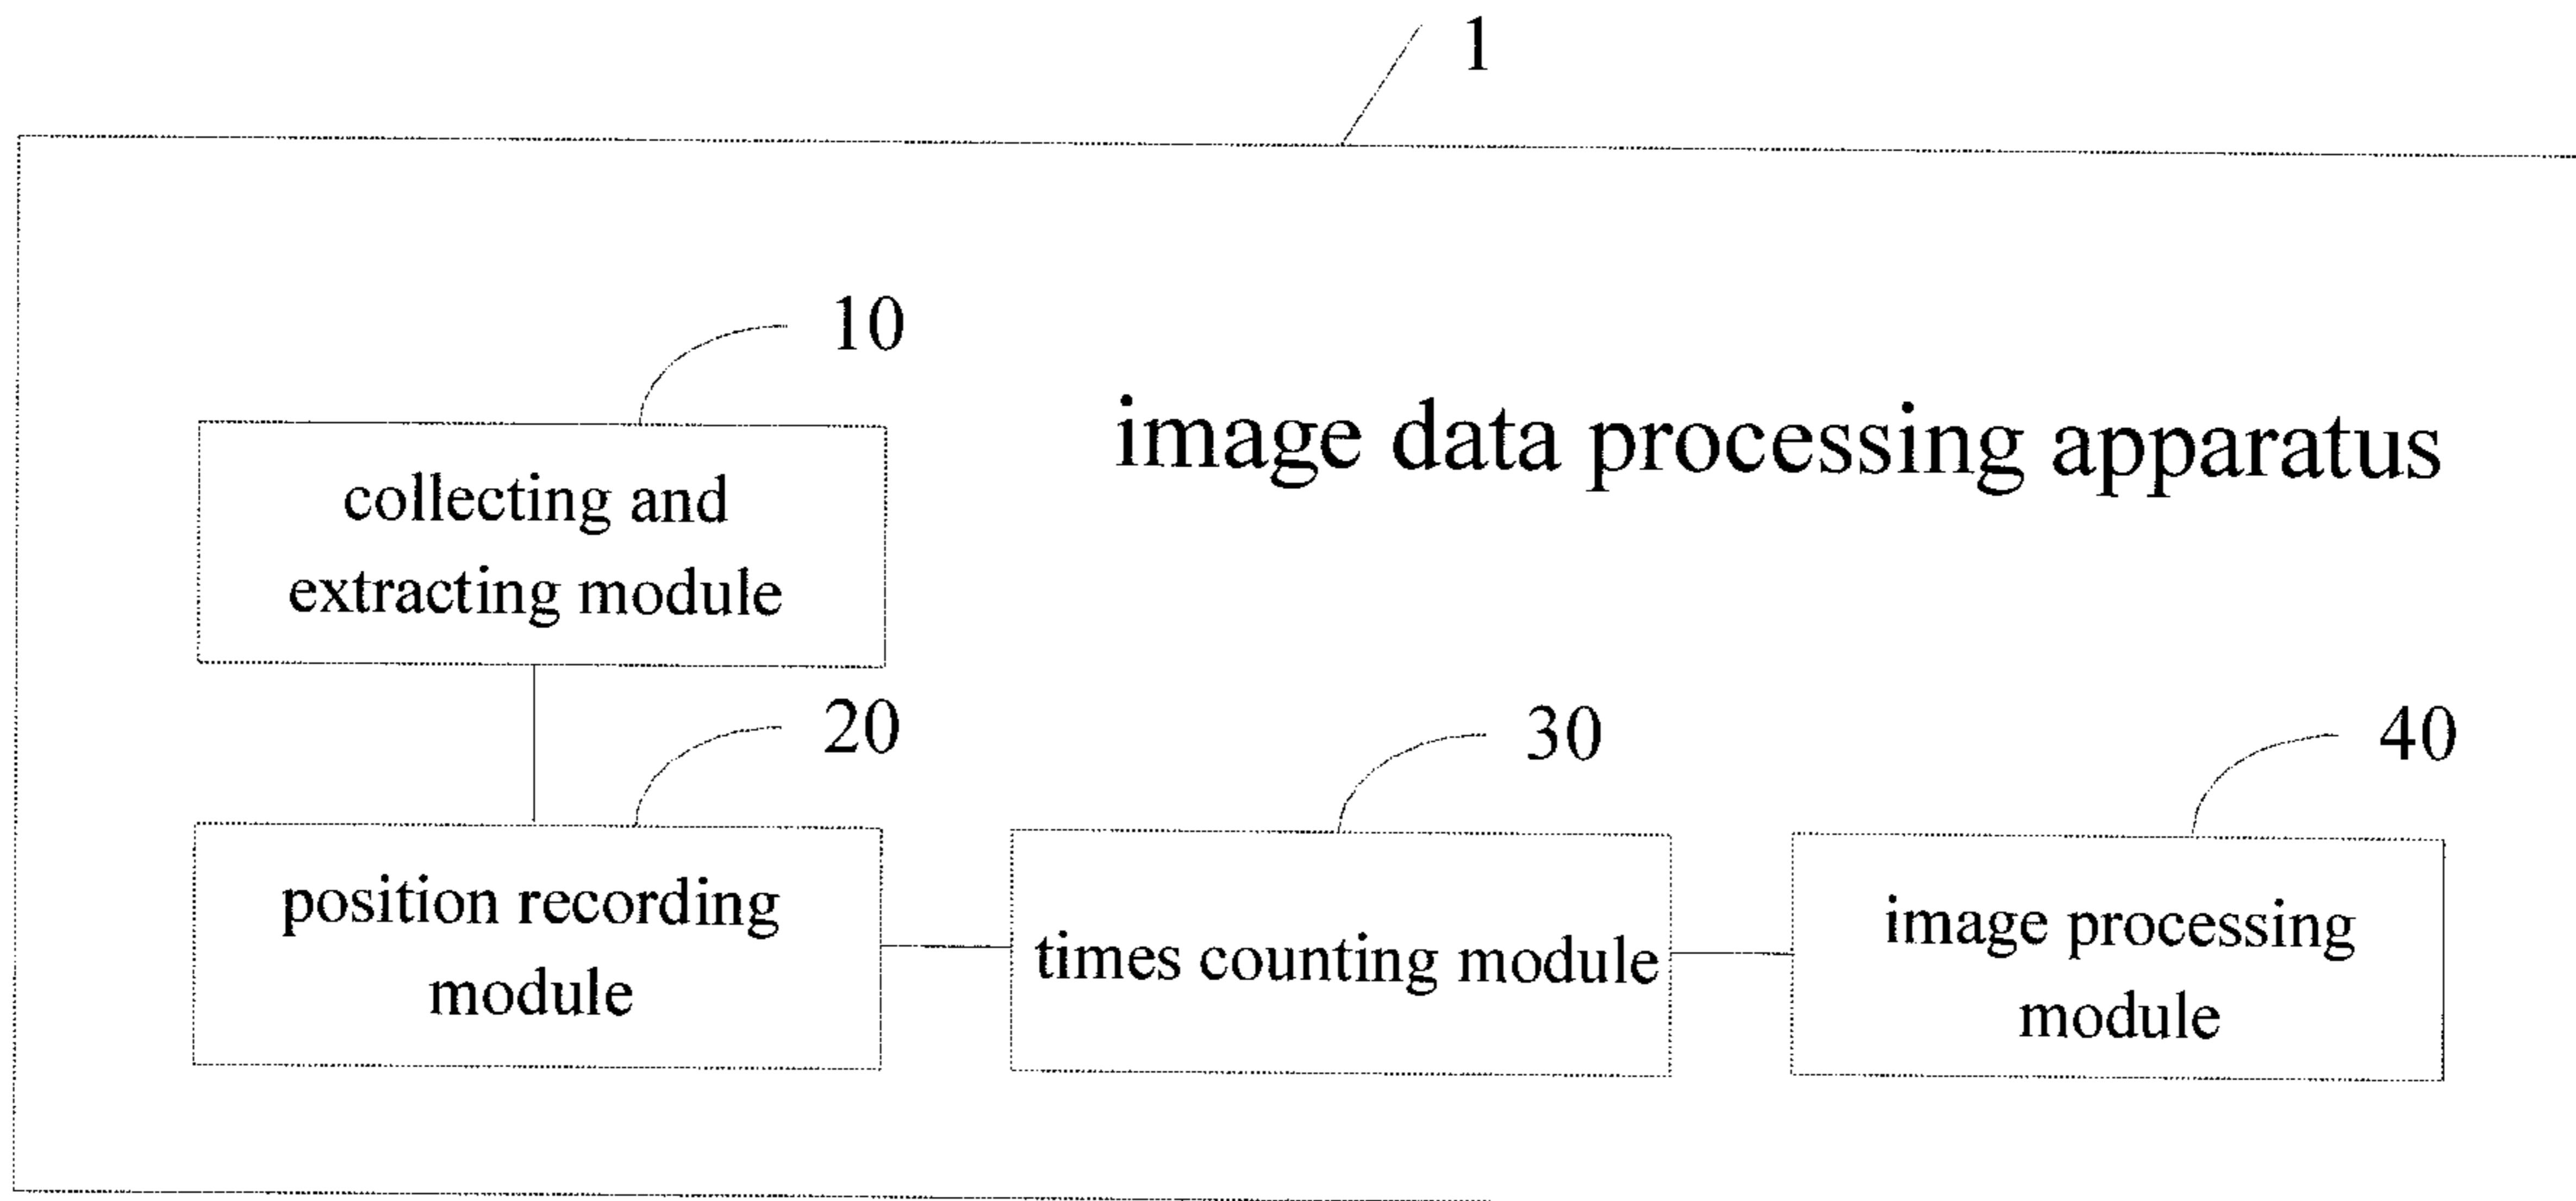 1
10
image data processing apparatus
collecting and
extracting module
20
30
40
position recording
module
times counting module
image processing
module